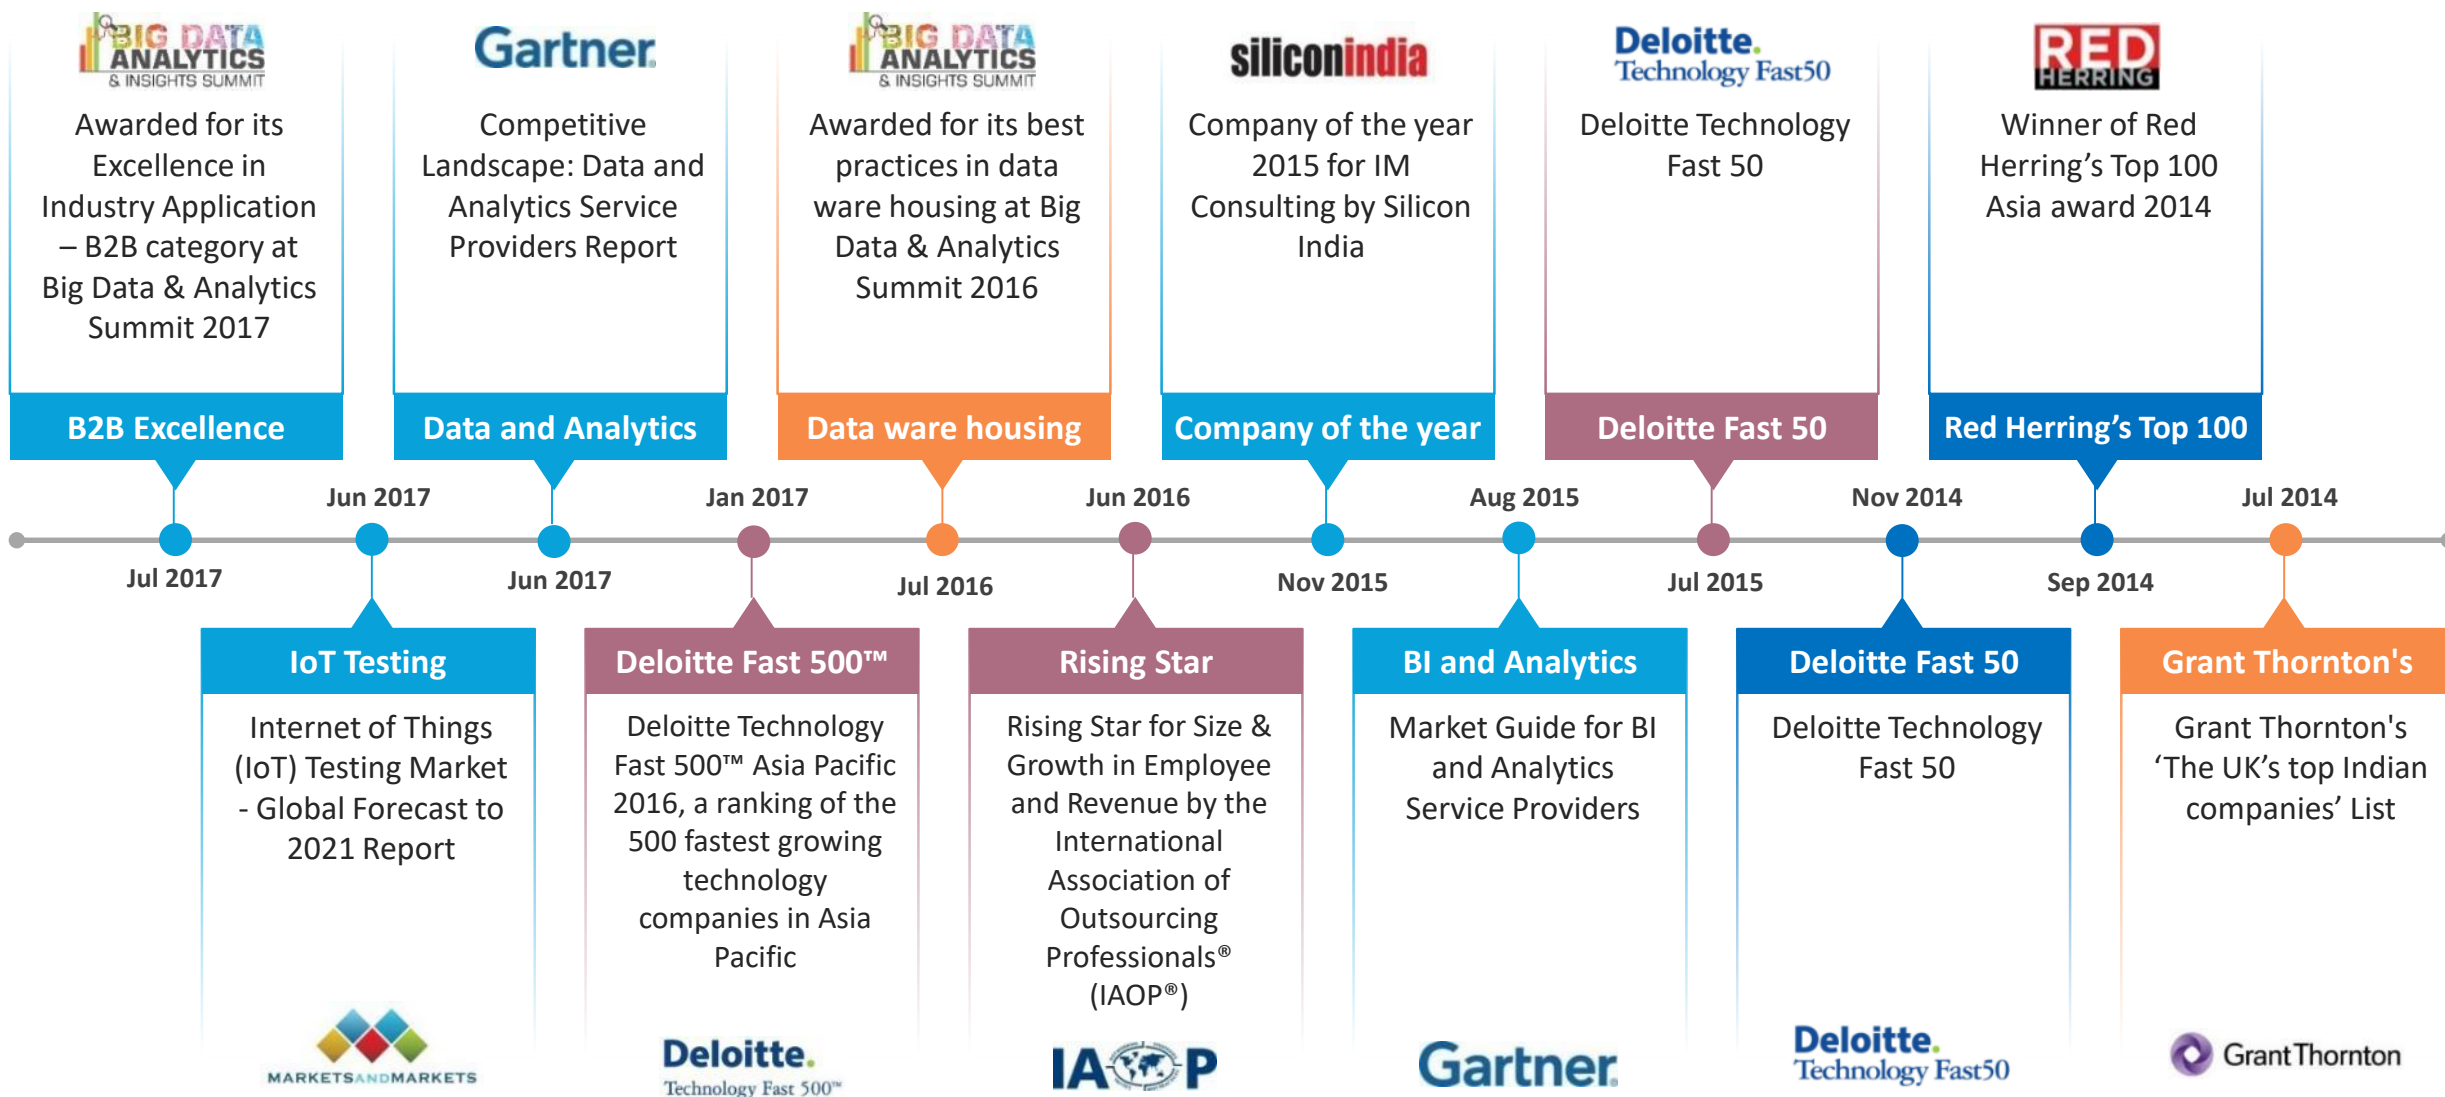 BIG DATA
ANALYTICS
& INSIGHTS SUMMIT
Awarded for its
Excellence in
Industry Application
– B2B category at
Big Data & Analytics
Summit 2017
B2B Excellence
Jul 2017
Jun 2017
IoT Testing
Internet of Things
(IoT) Testing Market
- Global Forecast to
2021 Report
MARKETSANDMARKETS
Gartner.
Competitive
Landscape: Data and
Analytics Service
Providers Report
Data and Analytics
Jun 2017
Jan 2017
Deloitte Fast 500™
Deloitte Technology
Fast 500™ Asia Pacific
2016, a ranking of the
500 fastest growing
technology
companies in Asia
Pacific
Deloitte.
Technology Fast 500™
BIG DATA
ANALYTICS
& INSIGHTS SUMMIT
Awarded for its best
practices in data
ware housing at Big
Data & Analytics
Summit 2016
Data ware housing
Jul 2016
Jun 2016
Rising Star
Rising Star for Size &
Growth in Employee
and Revenue by the
International
Association of
Outsourcing
Professionals®
(IAOP®)
IAOP
siliconindia
Company of the year
2015 for IM
Consulting by Silicon
India
Company of the year
Nov 2015
Aug 2015
BI and Analytics
Market Guide for BI
and Analytics
Service Providers
Gartner.
Deloitte.
Technology Fast50
Deloitte Technology
Fast 50
Deloitte Fast 50
Jul 2015
Nov 2014
Deloitte Fast 50
Deloitte Technology
Fast 50
Deloitte.
Technology Fast50
RED
HERRING
Winner of Red
Herring’s Top 100
Asia award 2014
Red Herring’s Top 100
Sep 2014
Jul 2014
Grant Thornton's
Grant Thornton's
‘The UK’s top Indian
companies’ List
Grant Thornton